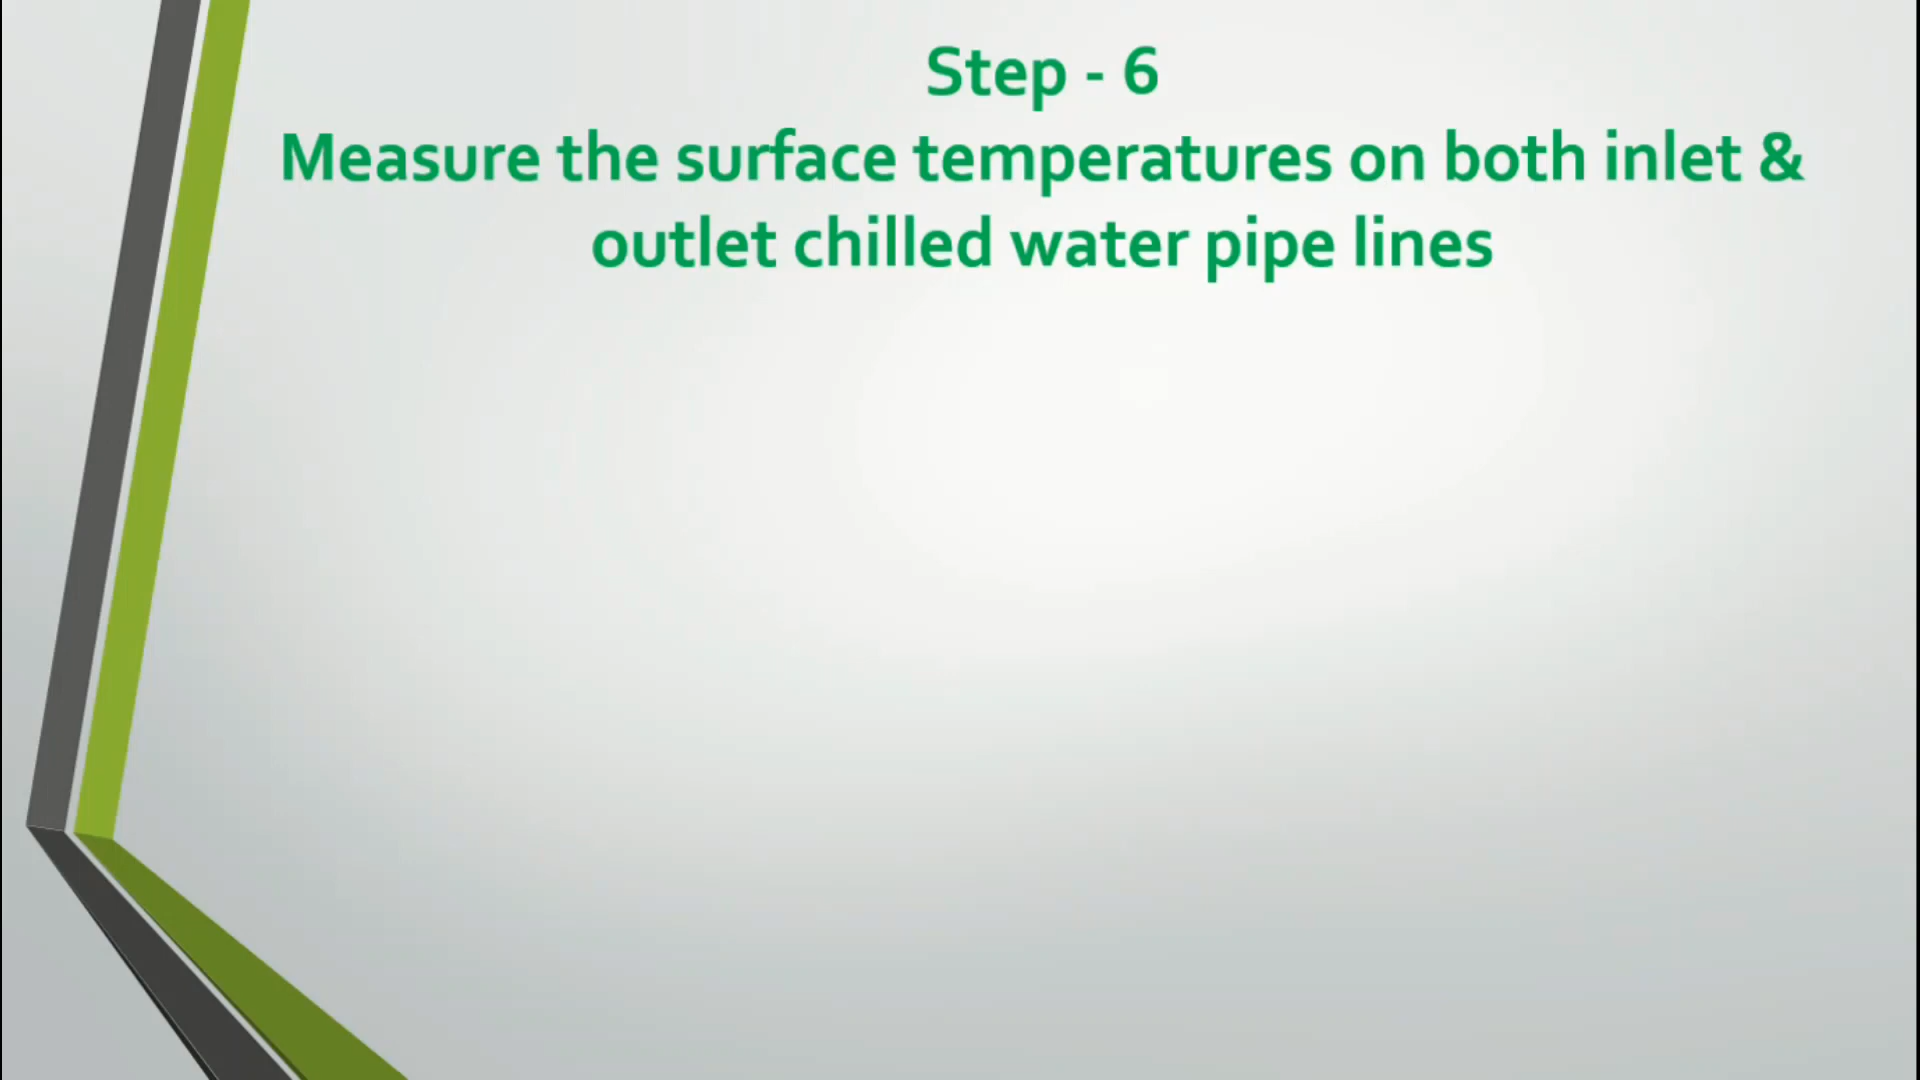 Step - 6
Measure the surface temperatures on both inlet &
outlet chilled water pipe lines